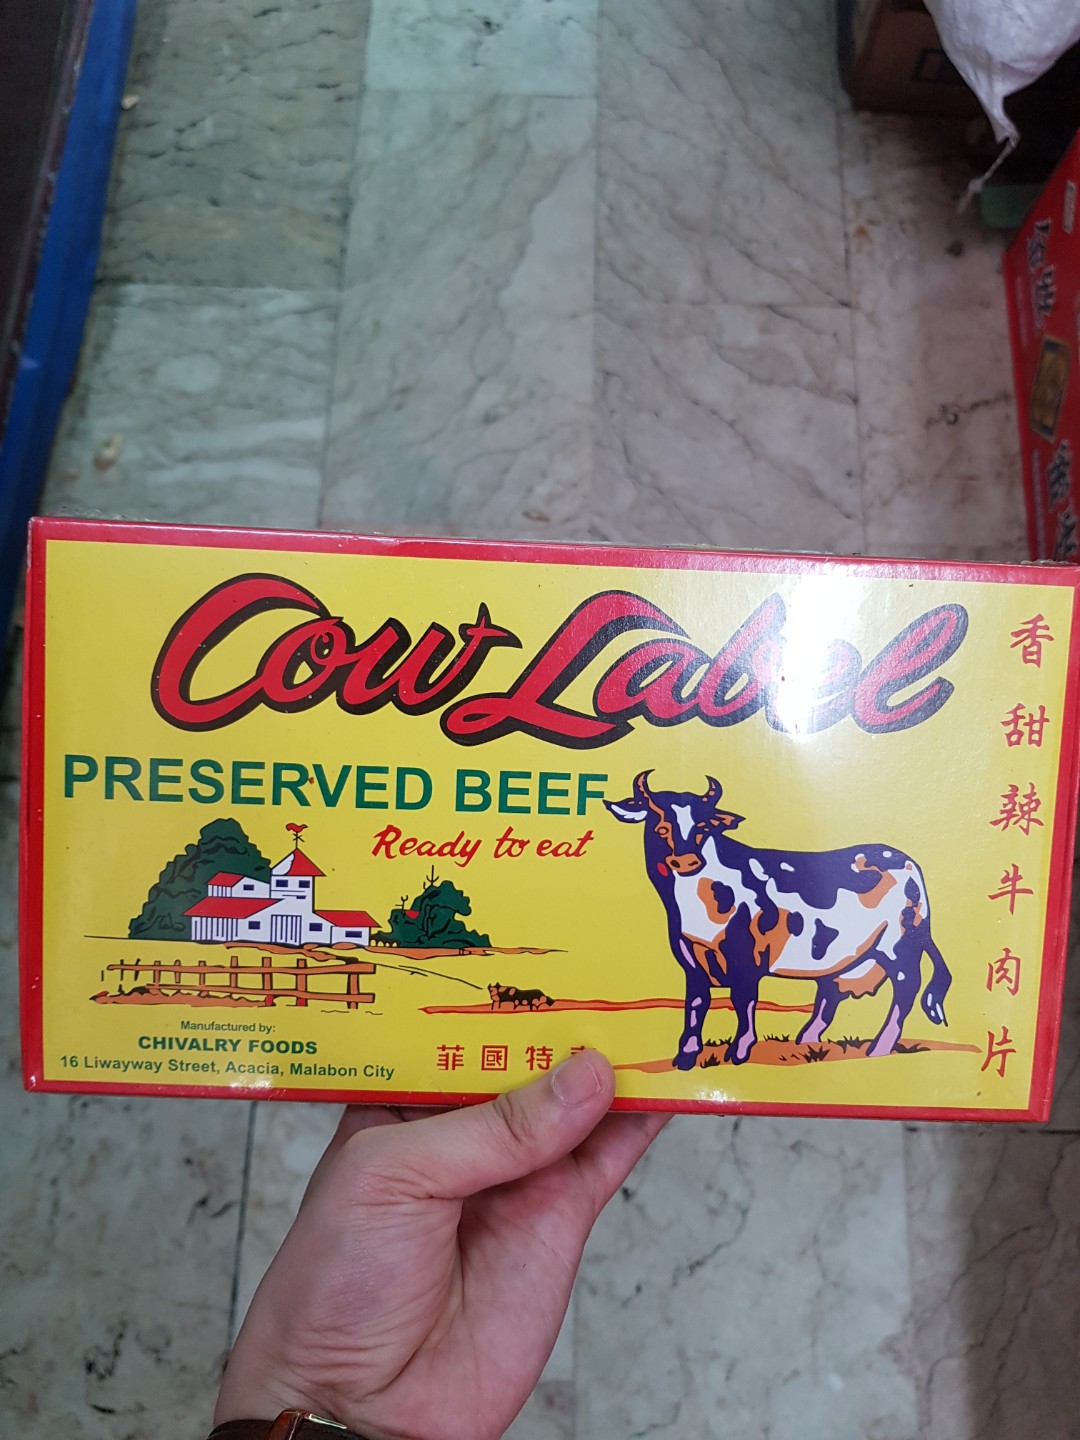 Cow Label
PRESERVED BEEF
Ready to eat
香甜辣牛肉片
Manufactured by:
CHIVALRY FOODS
16 Liwayway Street, Acacia, Malabon City
菲國特